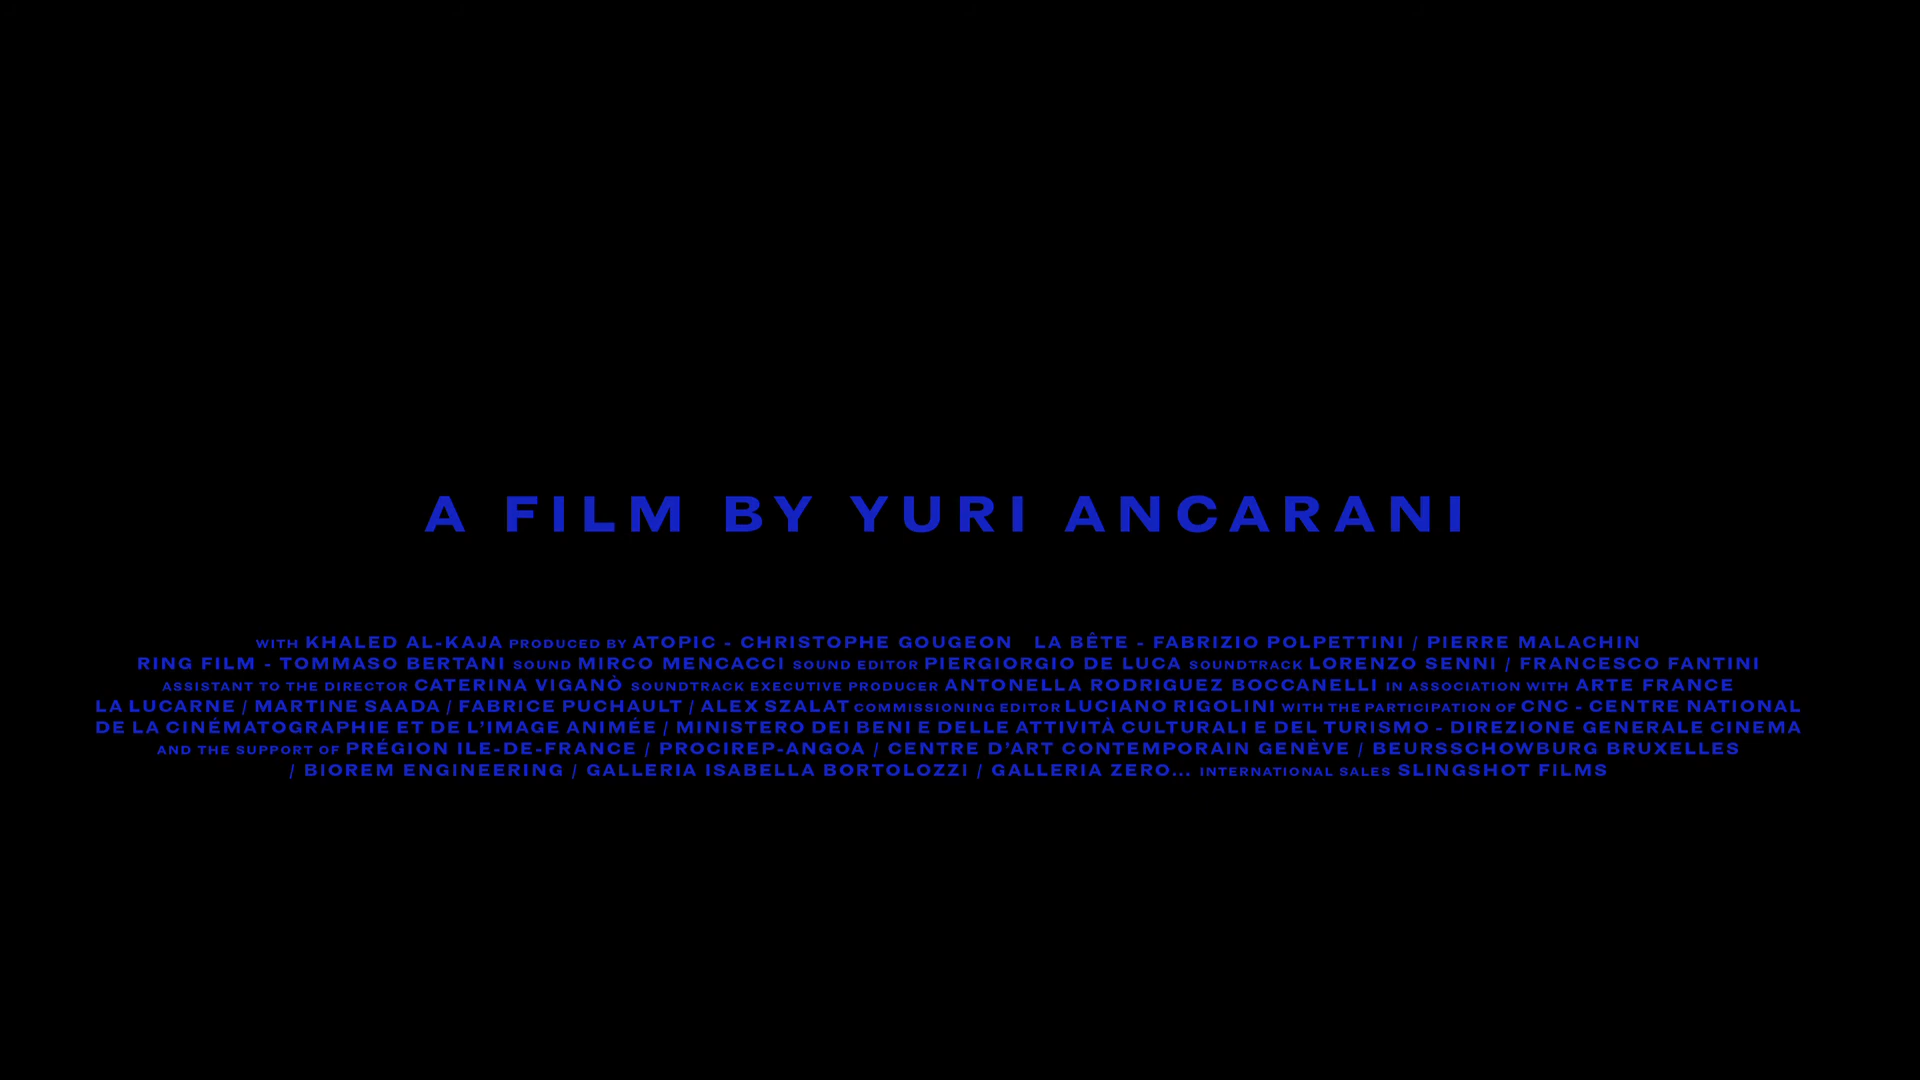 A FILM BY YURI ANCARANI
WITH KHALED AL-KAJA PRODUCED BY ATOPIC - CHRISTOPHE GOUGEON LA BÊTE - FABRIZIO POLPETTINI / PIERRE MALACHIN
RING FILM - TOMMASO BERTANI SOUND MIRCO MENCACCI SOUND EDITOR PIERGIORGIO DE LUCA SOUNDTRACK LORENZO SENNI / FRANCESCO FANTINI
ASSISTANT TO THE DIRECTOR CATERINA VIGANÒ SOUNDTRACK EXECUTIVE PRODUCER ANTONELLA RODRIGUEZ BOCCANELLI IN ASSOCIATION WITH ARTE FRANCE
LA LUCARNE / MARTINE SAADA / FABRICE PUCHAULT / ALEX SZALAT COMMISSIONING EDITOR LUCIANO RIGOLINI WITH THE PARTICIPATION OF CNC - CENTRE NATIONAL
DE LA CINÉMATOGRAPHIE ET DE L’IMAGE ANIMÉE / MINISTERO DEI BENI E DELLE ATTIVITÀ CULTURALI E DEL TURISMO - DIREZIONE GENERALE CINEMA
AND THE SUPPORT OF PRÉGION ILE-DE-FRANCE / PROCIREP-ANGOA / CENTRE D’ART CONTEMPORAIN GENÈVE / BEURSSCHOWBURG BRUXELLES
/ BIOREM ENGINEERING / GALLERIA ISABELLA BORTOLOZZI / GALLERIA ZERO... INTERNATIONAL SALES SLINGSHOT FILMS